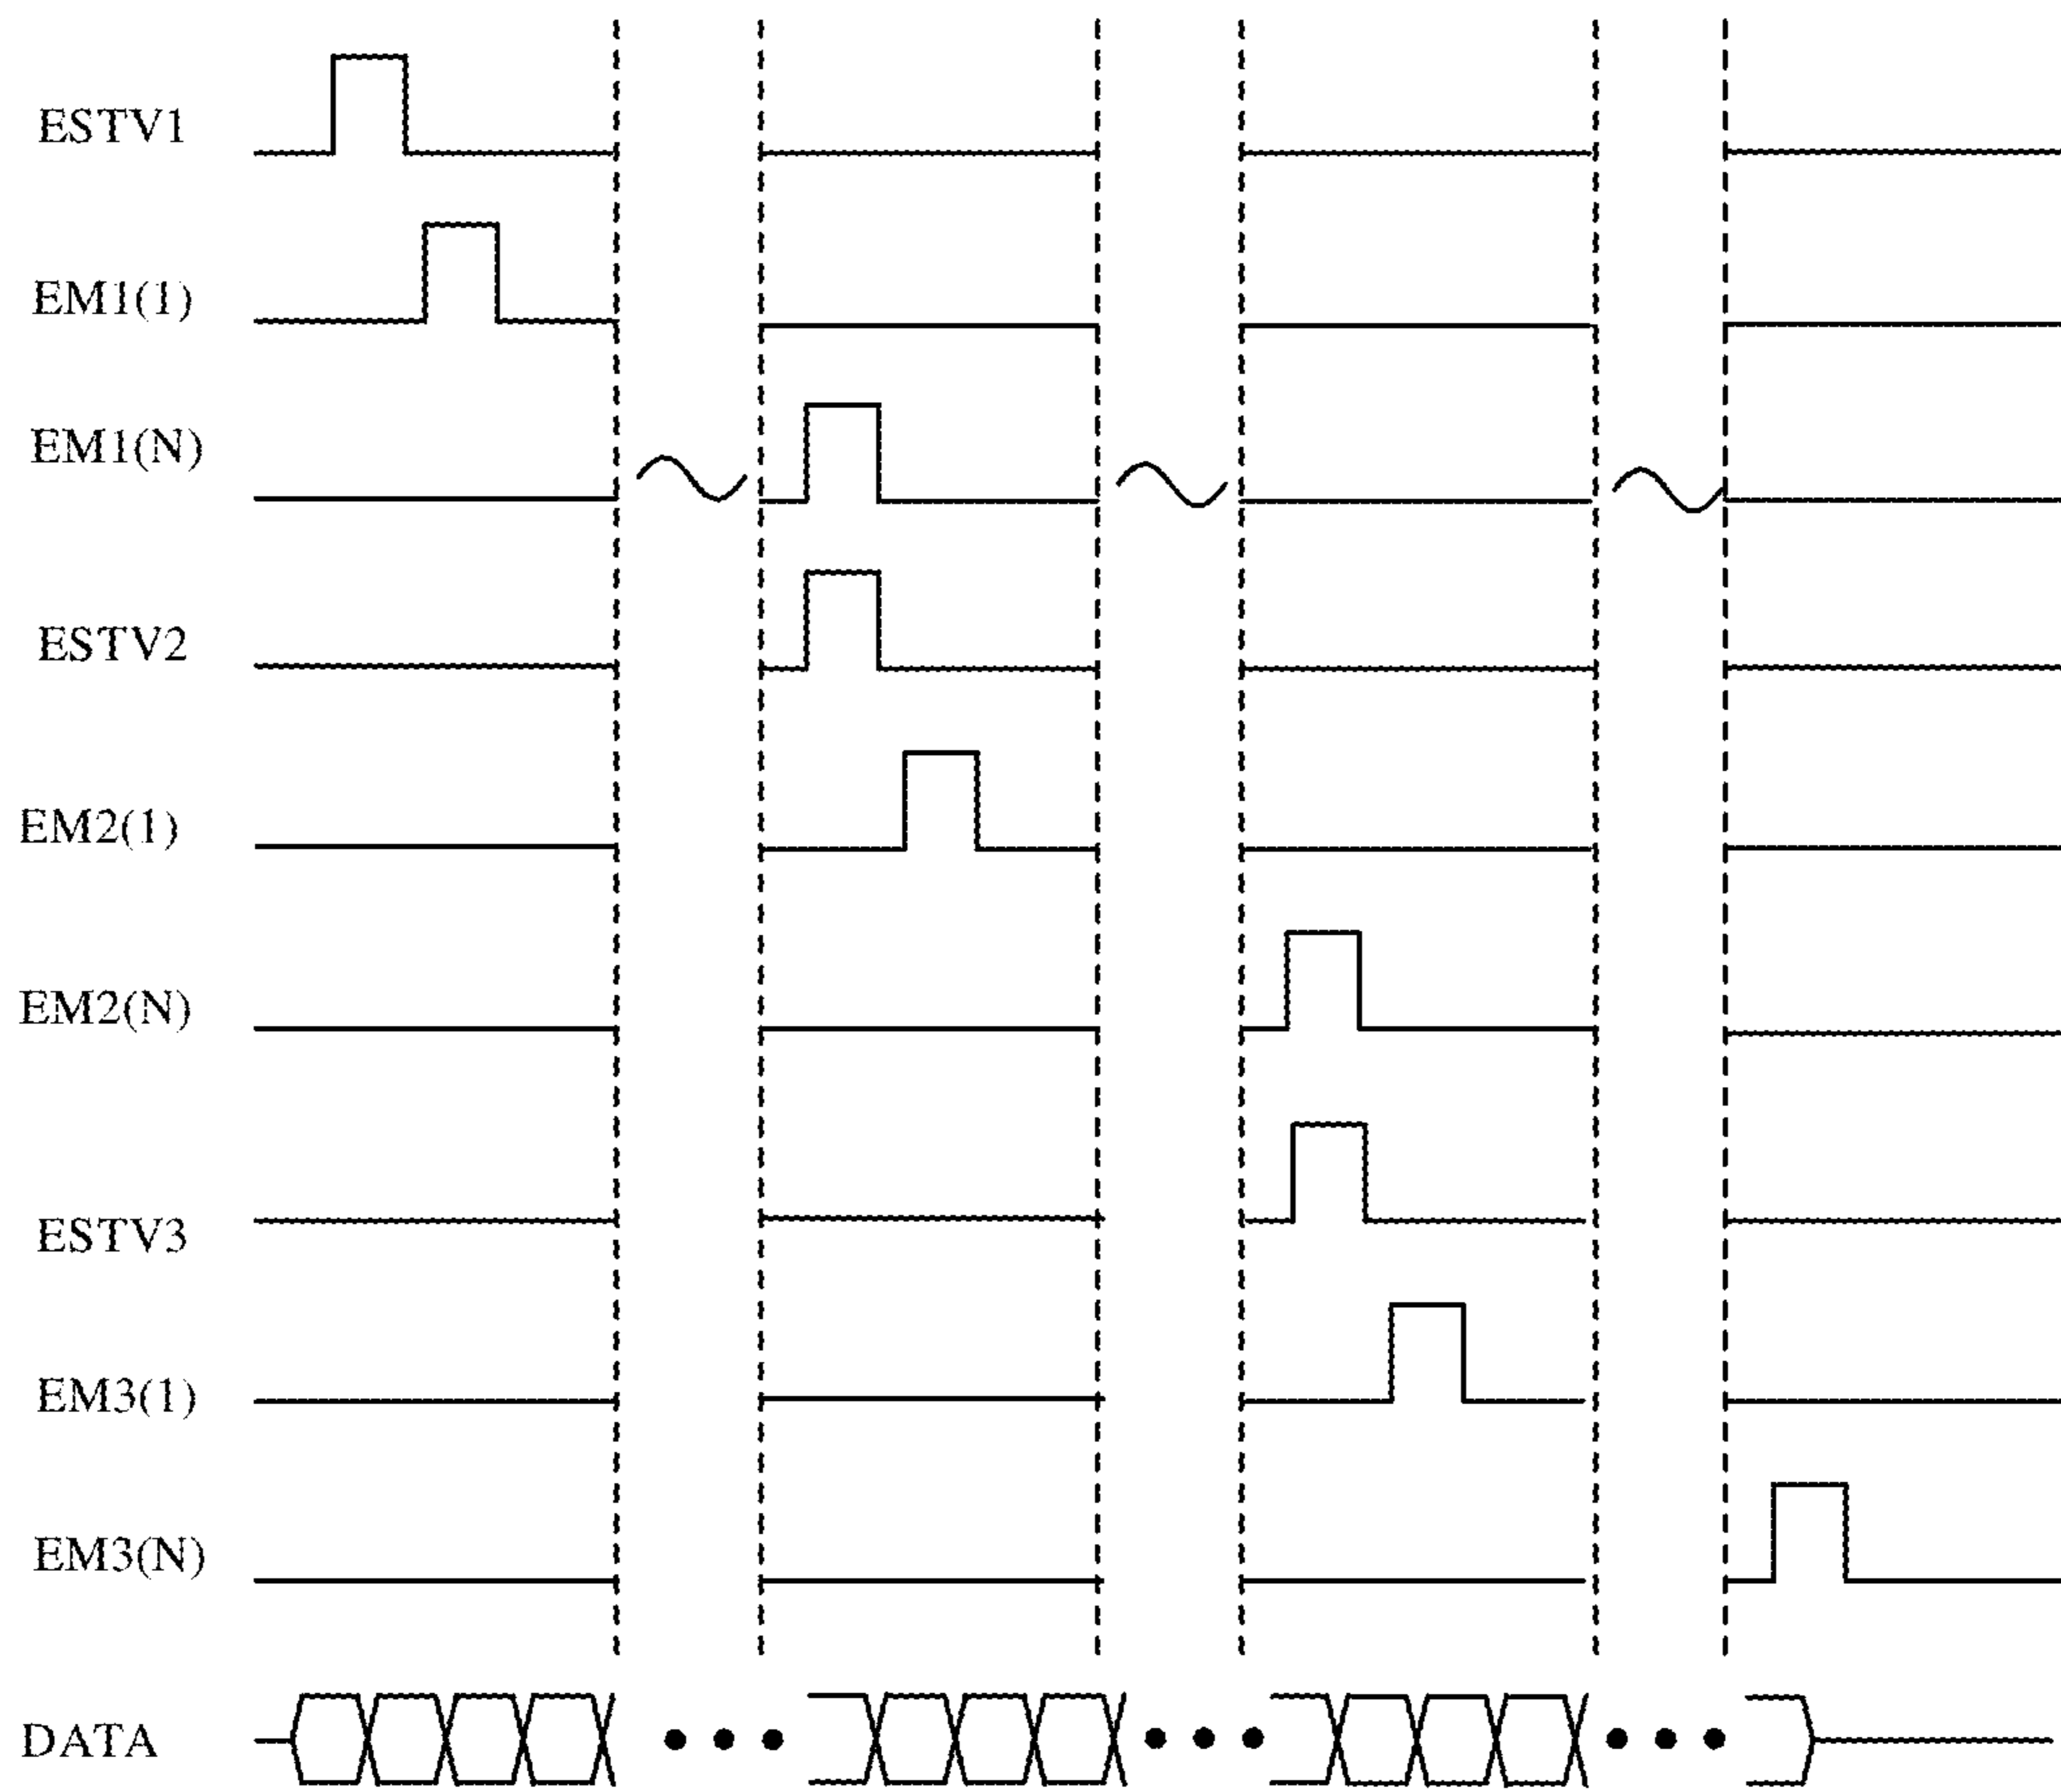 ESTV1
EM1(1)
EM1(N)
ESTV2
EM2(1)
EM2(N)
ESTV3
EM3(1)
EM3(N)
DATA